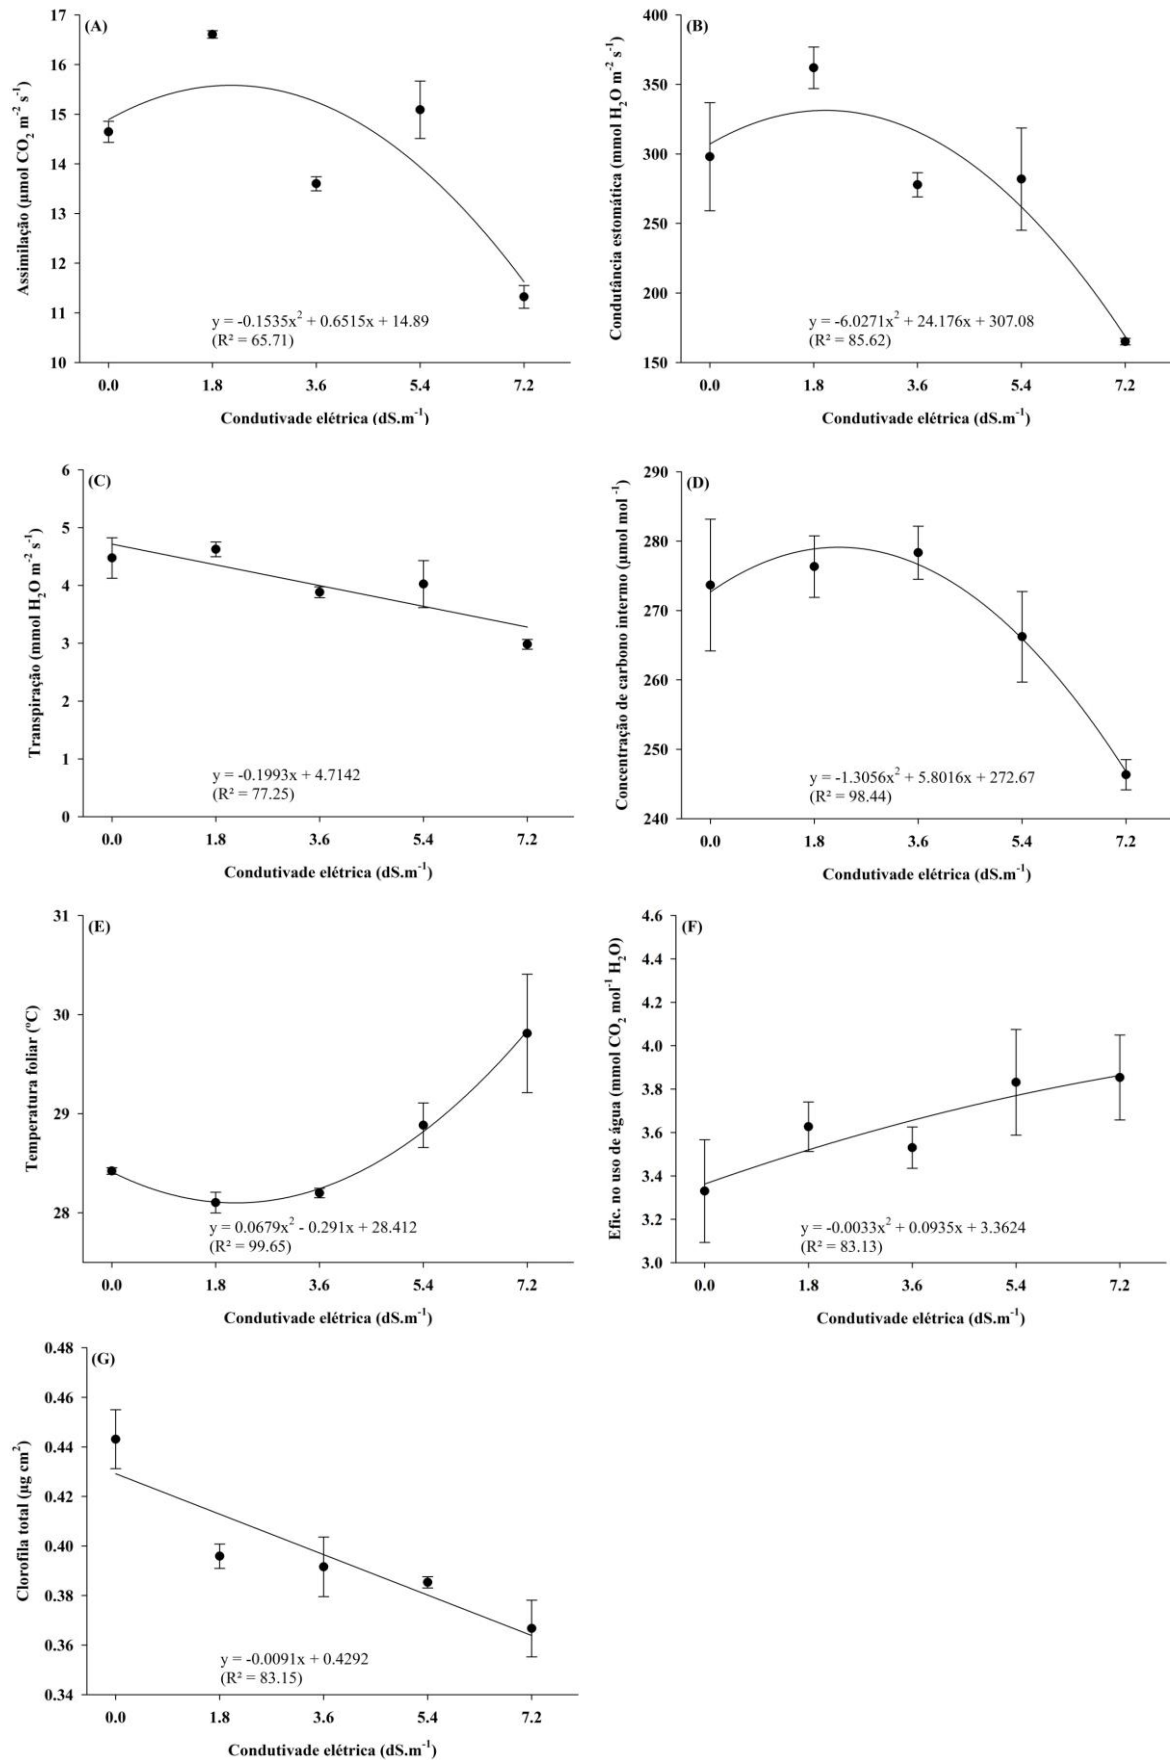 (A)
Assimilação (µmol CO₂ m⁻² s⁻¹)
17
16
15
14
13
12
11
10
y = -0.1535x² + 0.6515x + 14.89
(R² = 65.71)
0.0 1.8 3.6 5.4 7.2
Condutivade elétrica (dS.m⁻¹)
(B)
Condutância estomática (mmol H₂O m⁻² s⁻¹)
400
350
300
250
200
150
y = -6.0271x² + 24.176x + 307.08
(R² = 85.62)
0.0 1.8 3.6 5.4 7.2
Condutivade elétrica (dS.m⁻¹)
(C)
Transpiração (mmol H₂O m⁻² s⁻¹)
6
5
4
3
2
1
0
y = -0.1993x + 4.7142
(R² = 77.25)
0.0 1.8 3.6 5.4 7.2
Condutivade elétrica (dS.m⁻¹)
(D)
Concentração de carbono intermo (µmol mol ⁻¹)
290
280
270
260
250
240
y = -1.3056x² + 5.8016x + 272.67
(R² = 98.44)
0.0 1.8 3.6 5.4 7.2
Condutivade elétrica (dS.m⁻¹)
(E)
Temperatura foliar (ºC)
31
30
29
28
y = 0.0679x² - 0.291x + 28.412
(R² = 99.65)
0.0 1.8 3.6 5.4 7.2
Condutivade elétrica (dS.m⁻¹)
(F)
Efic. no uso de água (mmol CO₂ mol⁻¹ H₂O)
4.6
4.4
4.2
4.0
3.8
3.6
3.4
3.2
3.0
y = -0.0033x² + 0.0935x + 3.3624
(R² = 83.13)
0.0 1.8 3.6 5.4 7.2
Condutivade elétrica (dS.m⁻¹)
(G)
Clorofila total (µg cm²)
0.48
0.46
0.44
0.42
0.40
0.38
0.36
0.34
y = -0.0091x + 0.4292
(R² = 83.15)
0.0 1.8 3.6 5.4 7.2
Condutivade elétrica (dS.m⁻¹)